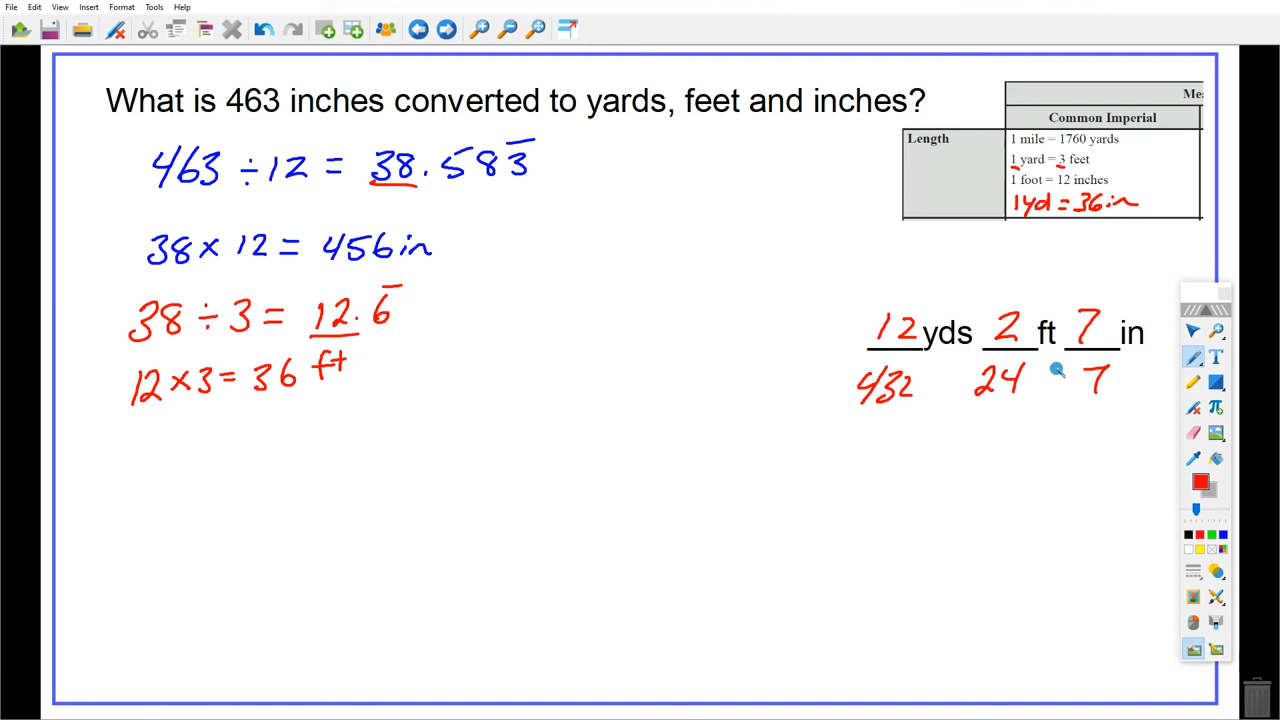 File Edit View Insert Format Tools Help
What is 463 inches converted to yards, feet and inches?
Me
Common Imperial
Length
1 mile = 1760 yards
1 yard = 3 feet
1 foot = 12 inches
1yd = 36in
463 ÷ 12 = 38.583̅
38 × 12 = 456in
38 ÷ 3 = 12.6̅
12 × 3 = 36 ft
12 yds 2 ft 7 in
432 24 7